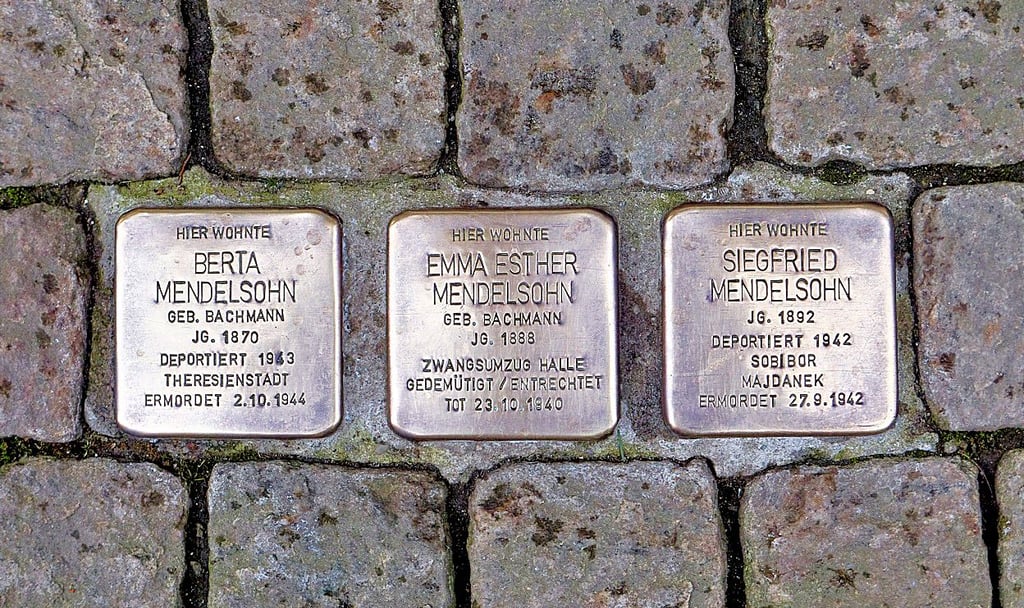 HIER WOHNTE
BERTA
MENDELSOHN
GEB. BACHMANN
JG. 1870
DEPORTIERT 1943
THERESIENSTADT
ERMORDET 2.10.1944
HIER WOHNTE
EMMA ESTHER
MENDELSOHN
GEB. BACHMANN
JG. 1888
ZWANGSUMZUG HALLE
GEDEMÜTIGT / ENTRECHTET
TOT 23.10.1940
HIER WOHNTE
SIEGFRIED
MENDELSOHN
JG. 1892
DEPORTIERT 1942
SOBIBOR
MAJDANEK
ERMORDET 27.9.1942